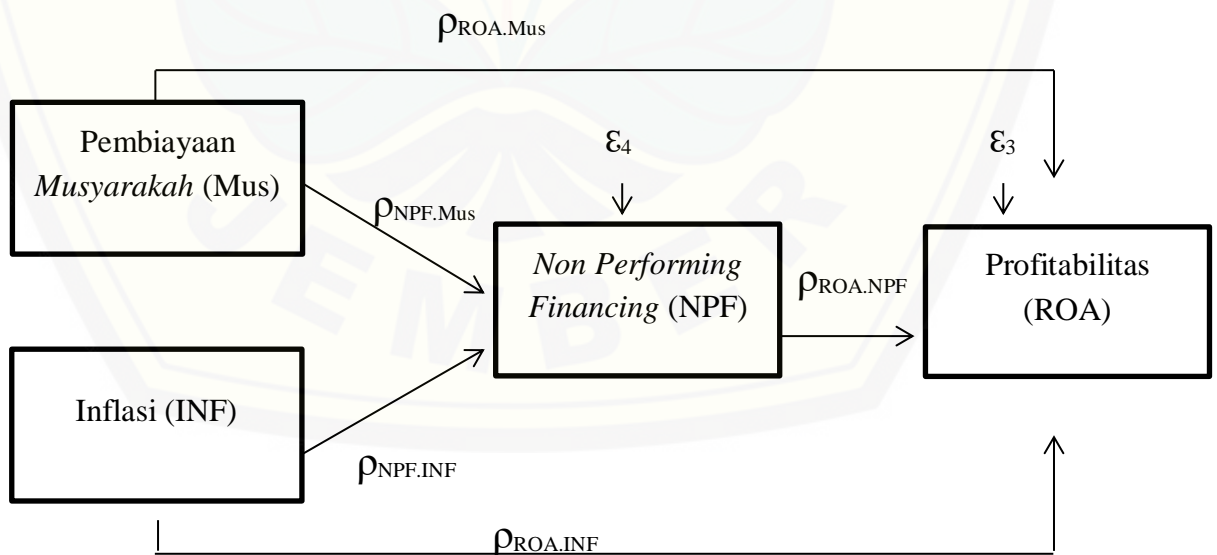 ρROA.Mus
Pembiayaan
Musyarakah (Mus)
ε4
ε3
ρNPF.Mus
Non Performing
Financing (NPF)
ρROA.NPF
Profitabilitas
(ROA)
Inflasi (INF)
ρNPF.INF
ρROA.INF
JEMBER